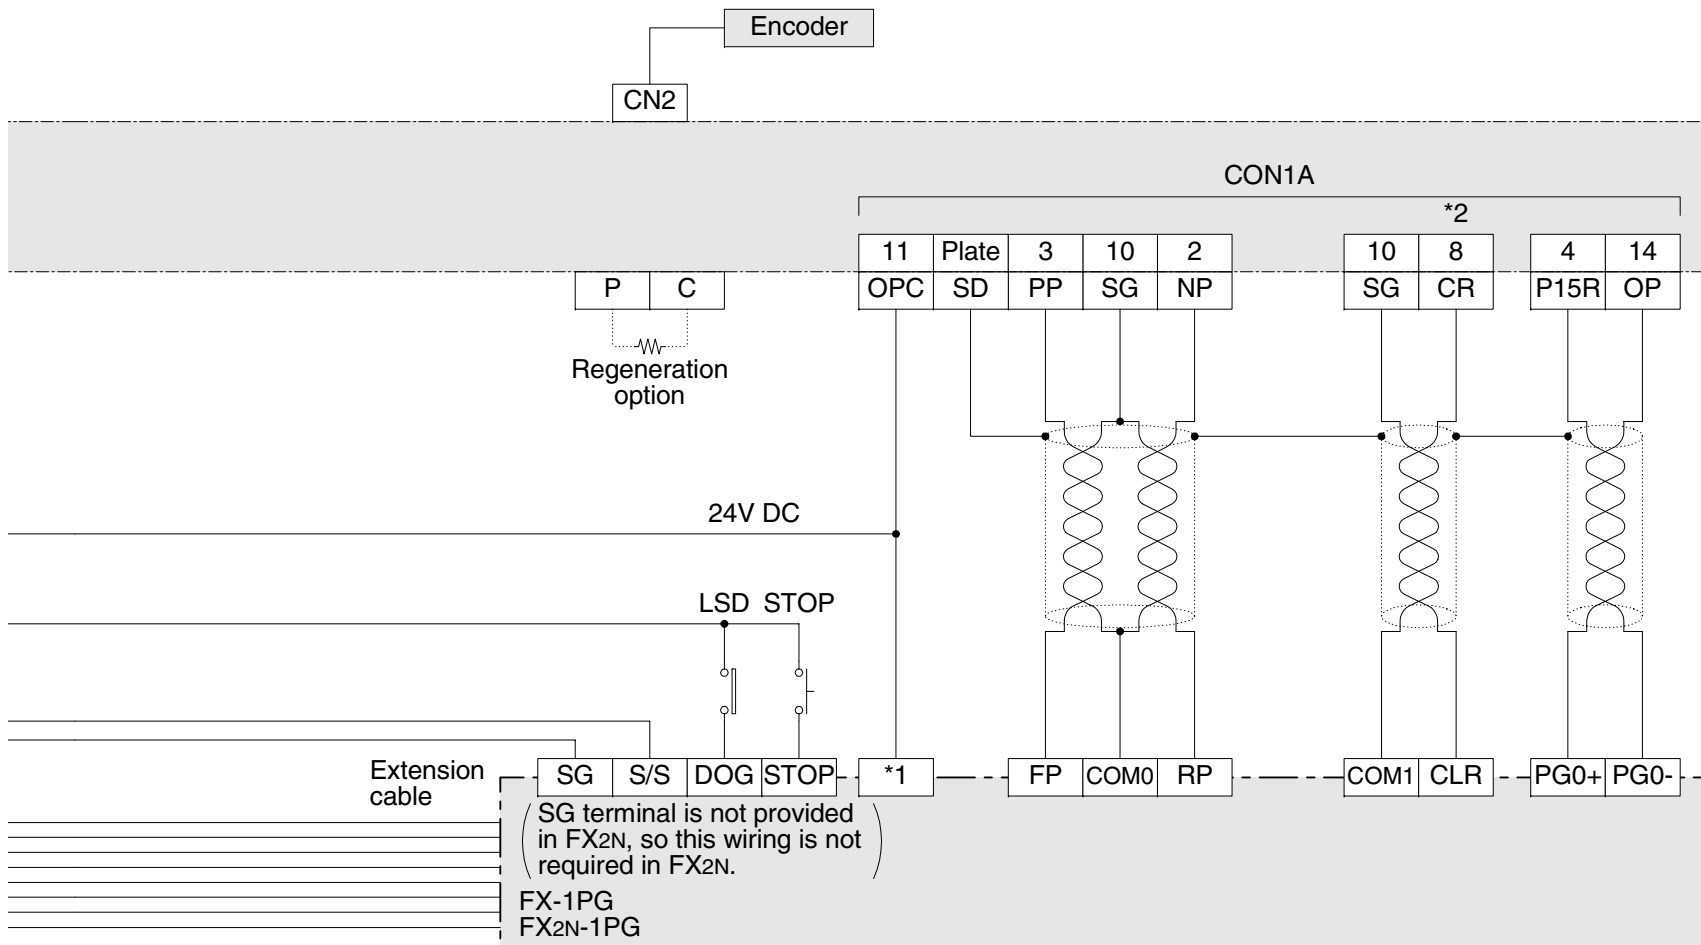 Encoder
CN2
CON1A
*2
11 Plate 3 10 2 10 8 4 14
P C OPC SD PP SG NP SG CR P15R OP
Regeneration
option
24V DC
LSD STOP
Extension
cable
SG S/S DOG STOP *1 FP COM0 RP COM1 CLR PG0+ PG0-
(SG terminal is not provided
in FX2N, so this wiring is not
required in FX2N.)
FX-1PG
FX2N-1PG